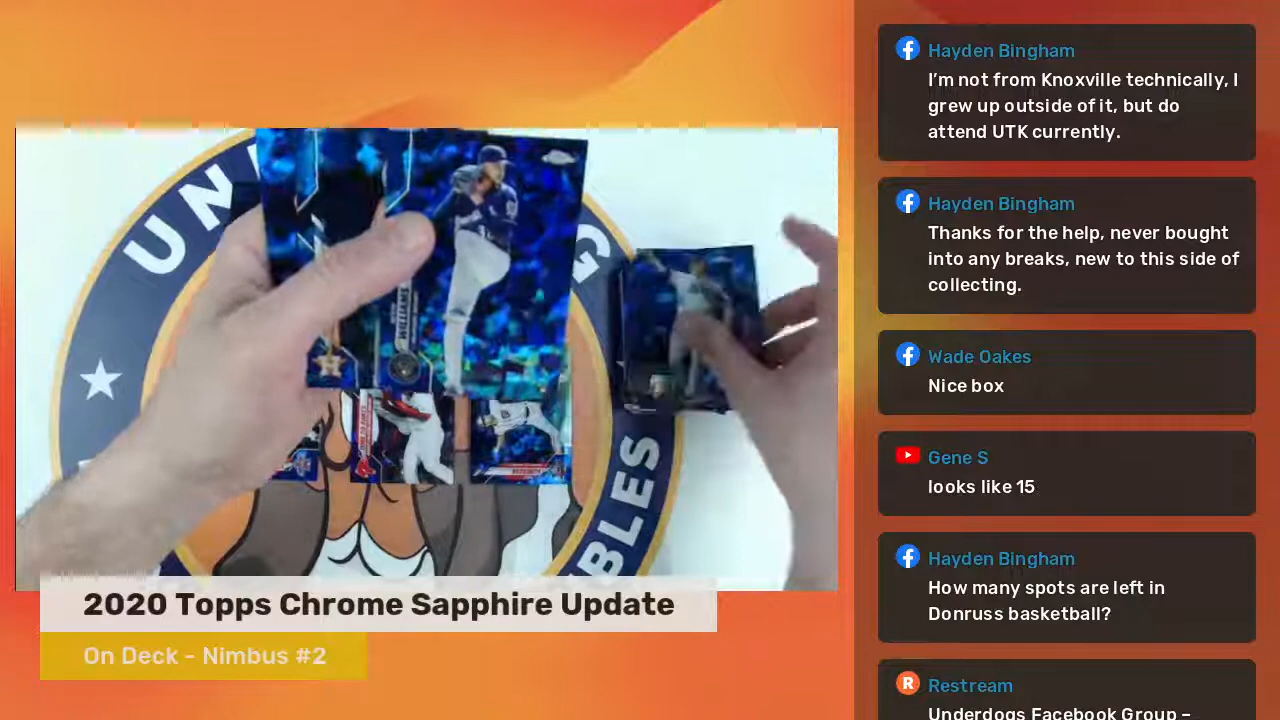 UN
G
BLES
WILLIAMS
2020 Topps Chrome Sapphire Update
On Deck - Nimbus #2
Hayden Bingham
I'm not from Knoxville technically, I
grew up outside of it, but do
attend UTK currently.
Hayden Bingham
Thanks for the help, never bought
into any breaks, new to this side of
collecting.
Wade Oakes
Nice box
Gene S
looks like 15
Hayden Bingham
How many spots are left in
Donruss basketball?
Restream
Underdogs Facebook Group –